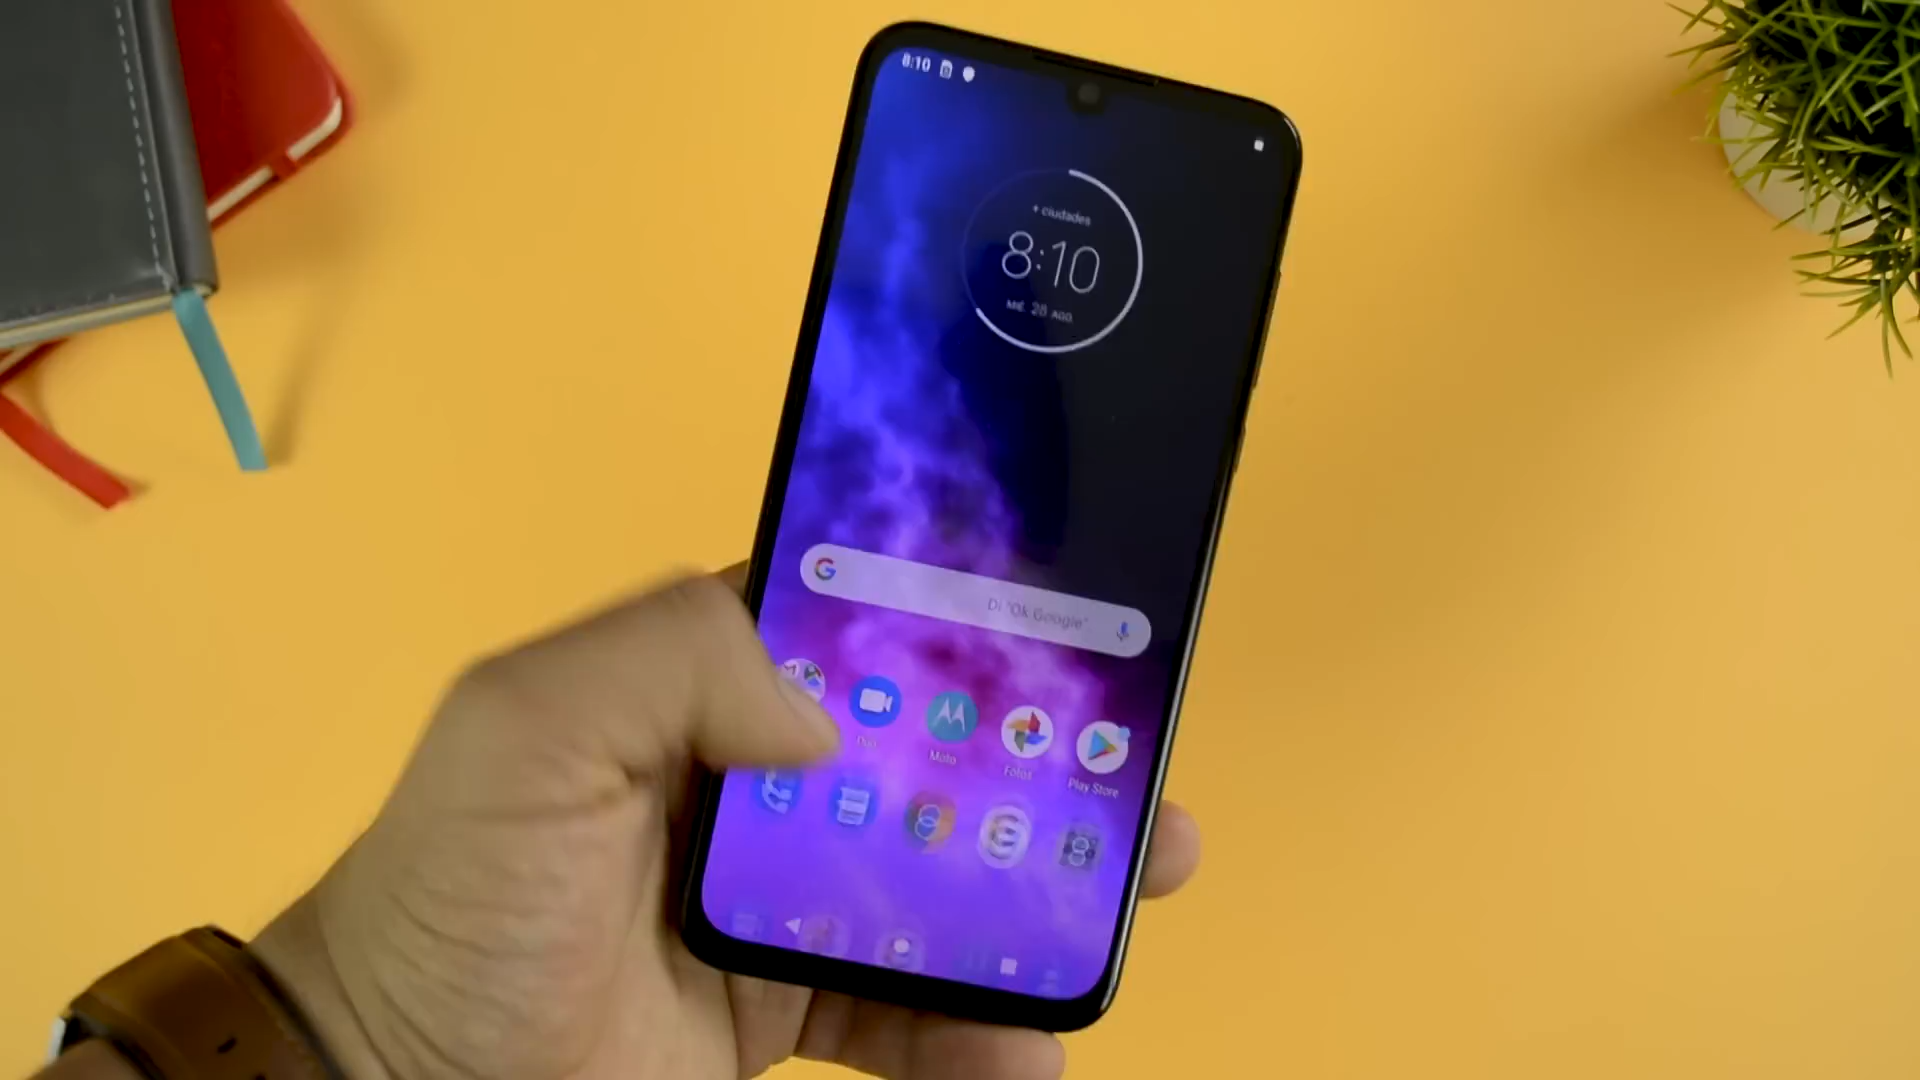 8:10
+ ciudades
8:10
MIÉ. 28 AGO.
Di "Ok Google"
Duo
Moto
Fotos
Play Store